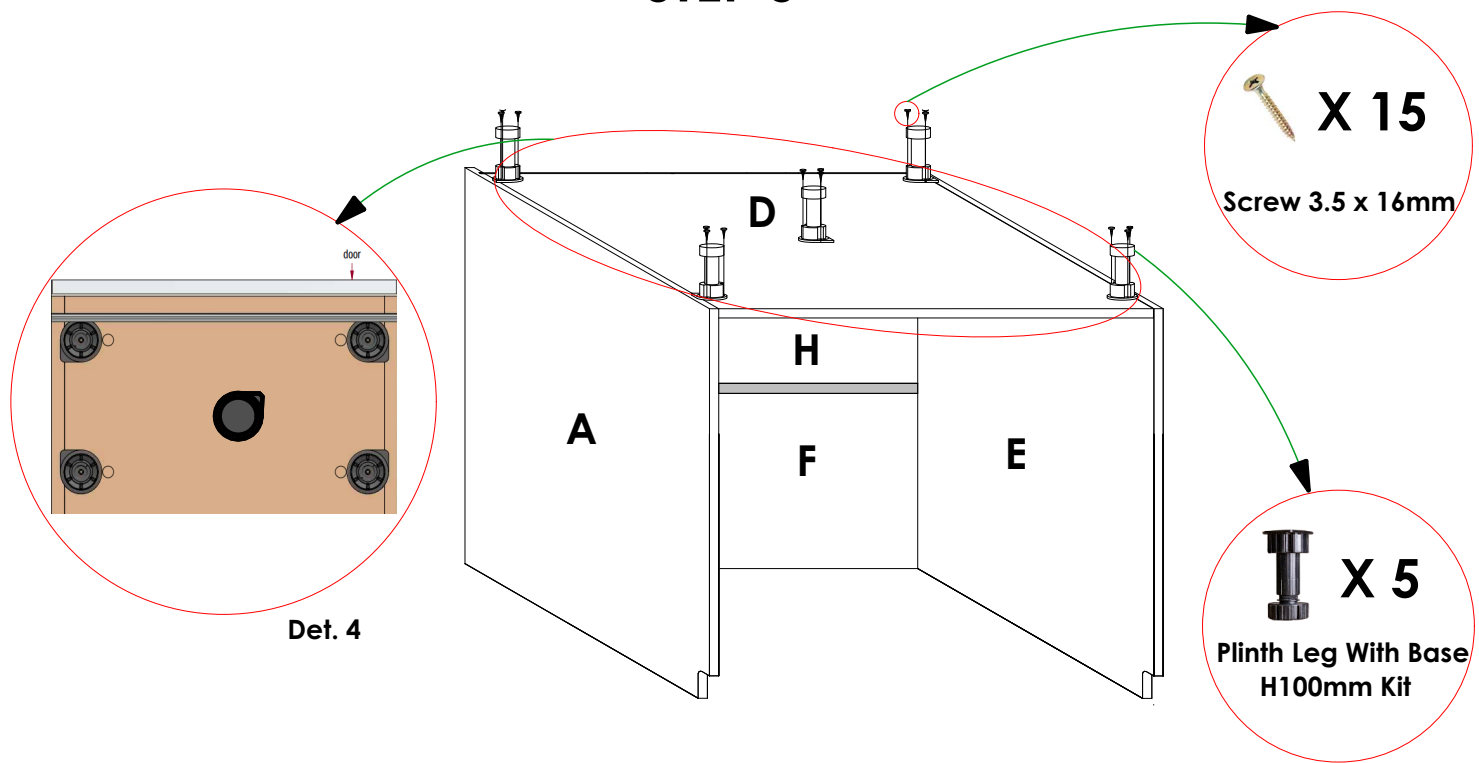 X 15
Screw 3.5 x 16mm
D
door
H
A
F
E
Det. 4
X 5
Plinth Leg With Base
H100mm Kit